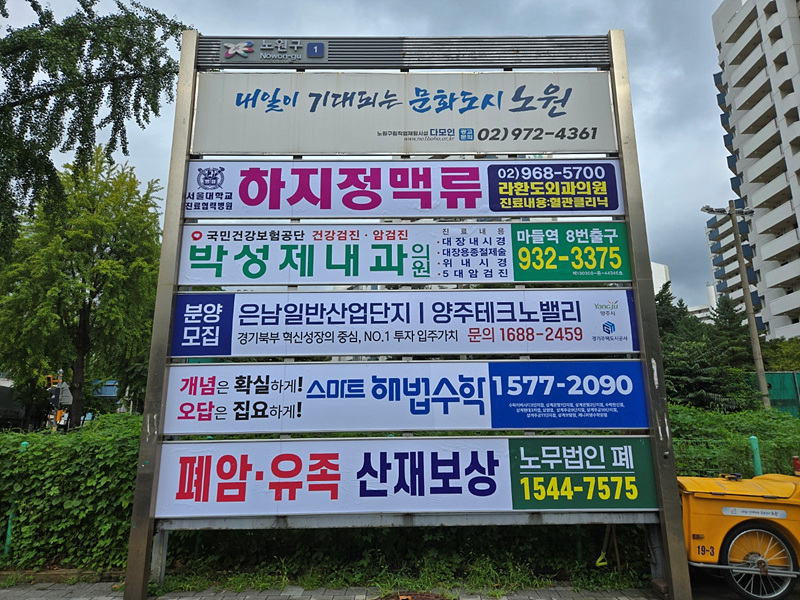 노원구 1
Nowon-gu
내일이 기대되는 문화도시 노원
다모인
02)972-4361
서울대학교
진료협력병원
하지정맥류
02)968-5700
라환도외과의원
진료내용:혈관클리닉
국민건강보험공단 건강검진·암검진
박성제내과의원
진료내용
·대장내시경
·대장용종절제술
·위내시경
·5대암검진
마들역 8번출구
932-3375
분양
모집
은남일반산업단지 | 양주테크노밸리
경기북부 혁신성장의 중심, NO.1 투자 입주가치 문의 1688-2459
양주시
경기주택도시공사
개념은 확실하게!
오답은 집요하게!
스마트 해법수학
1577-2090
폐암·유족 산재보상
노무법인 폐
1544-7575
19-3